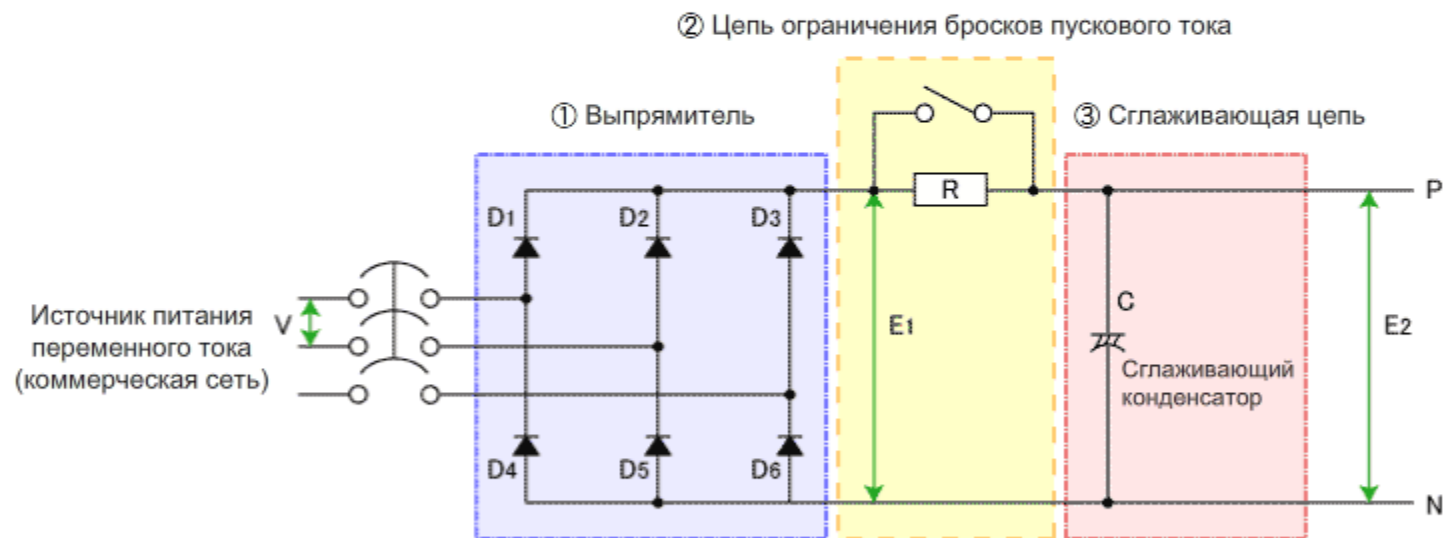 ② Цепь ограничения бросков пускового тока
① Выпрямитель
③ Сглаживающая цепь
R
P
D1
D2
D3
Источник питания
переменного тока
(коммерческая сеть)
V
E1
C
E2
Сглаживающий
конденсатор
D4
D5
D6
N